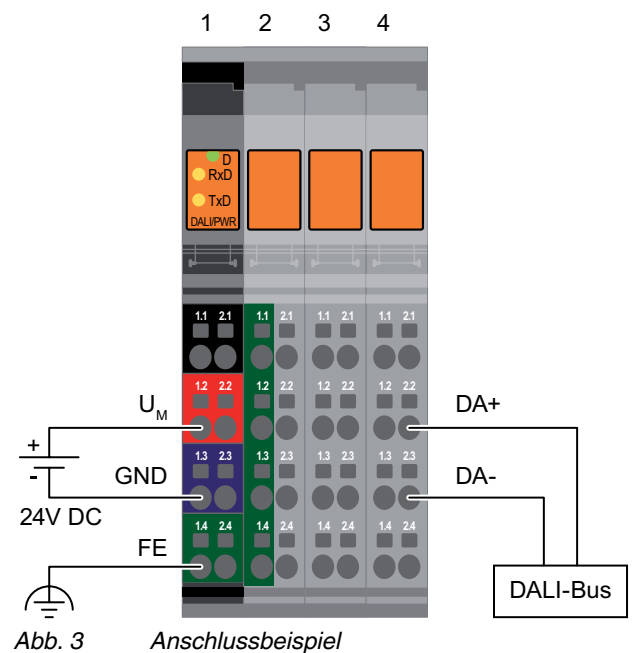 1 2 3 4
D
RxD
TxD
DALI/PWR
1.1 2.1 1.1 2.1 1.1 2.1 1.1 2.1
1.2 2.2 1.2 2.2 1.2 2.2 1.2 2.2
UM DA+
+
1.3 2.3 1.3 2.3 1.3 2.3 1.3 2.3
- GND DA-
24V DC
1.4 2.4 1.4 2.4 1.4 2.4 1.4 2.4
FE
DALI-Bus
Abb. 3 Anschlussbeispiel